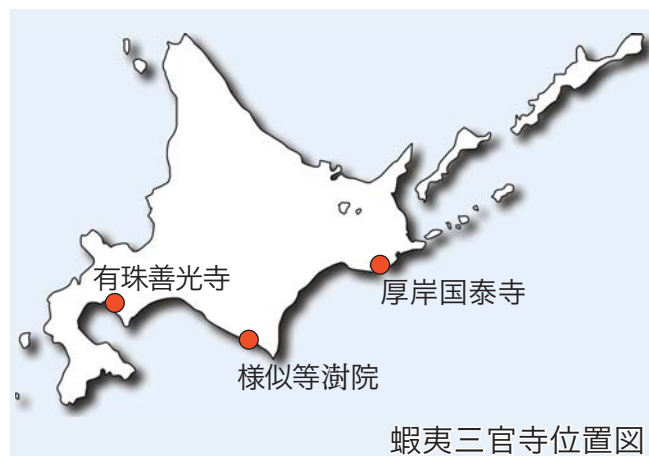 有珠善光寺
厚岸国泰寺
様似等澍院
蝦夷三官寺位置図